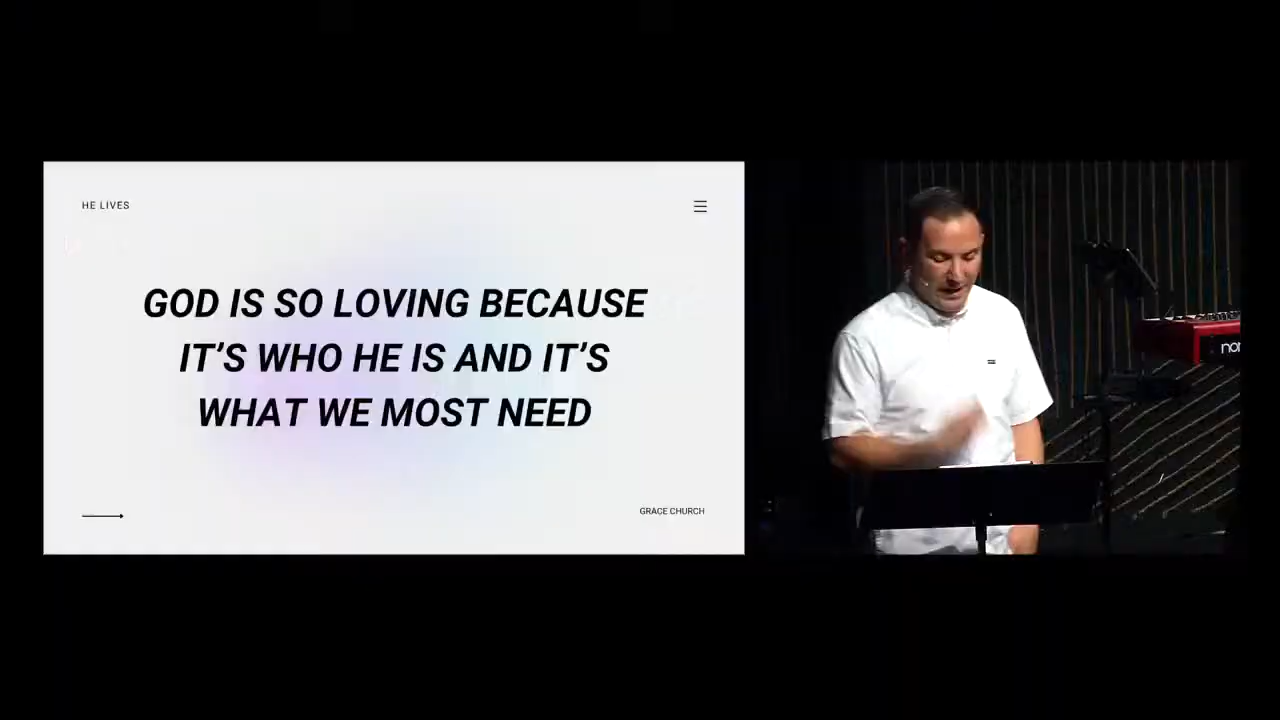 HE LIVES
GOD IS SO LOVING BECAUSE
IT’S WHO HE IS AND IT’S
WHAT WE MOST NEED
GRACE CHURCH